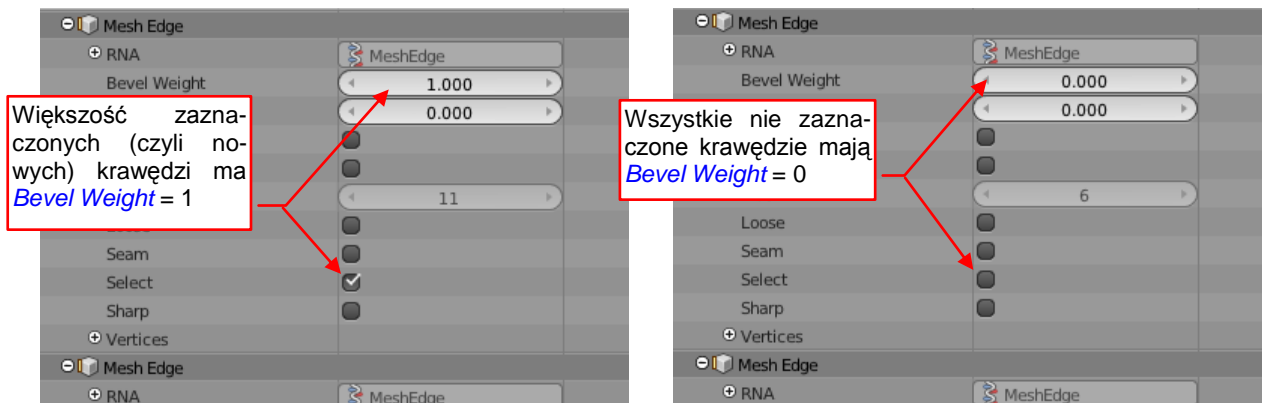 Mesh Edge
RNA
MeshEdge
Bevel Weight
1.000
0.000
Większość zazna-
czonych (czyli no-
wych) krawędzi ma
Bevel Weight = 1
11
Seam
Select
Sharp
Vertices
Mesh Edge
RNA
MeshEdge
Mesh Edge
RNA
MeshEdge
Bevel Weight
0.000
0.000
Wszystkie nie zazna-
czone krawędzie mają
Bevel Weight = 0
6
Loose
Seam
Select
Sharp
Vertices
Mesh Edge
RNA
MeshEdge